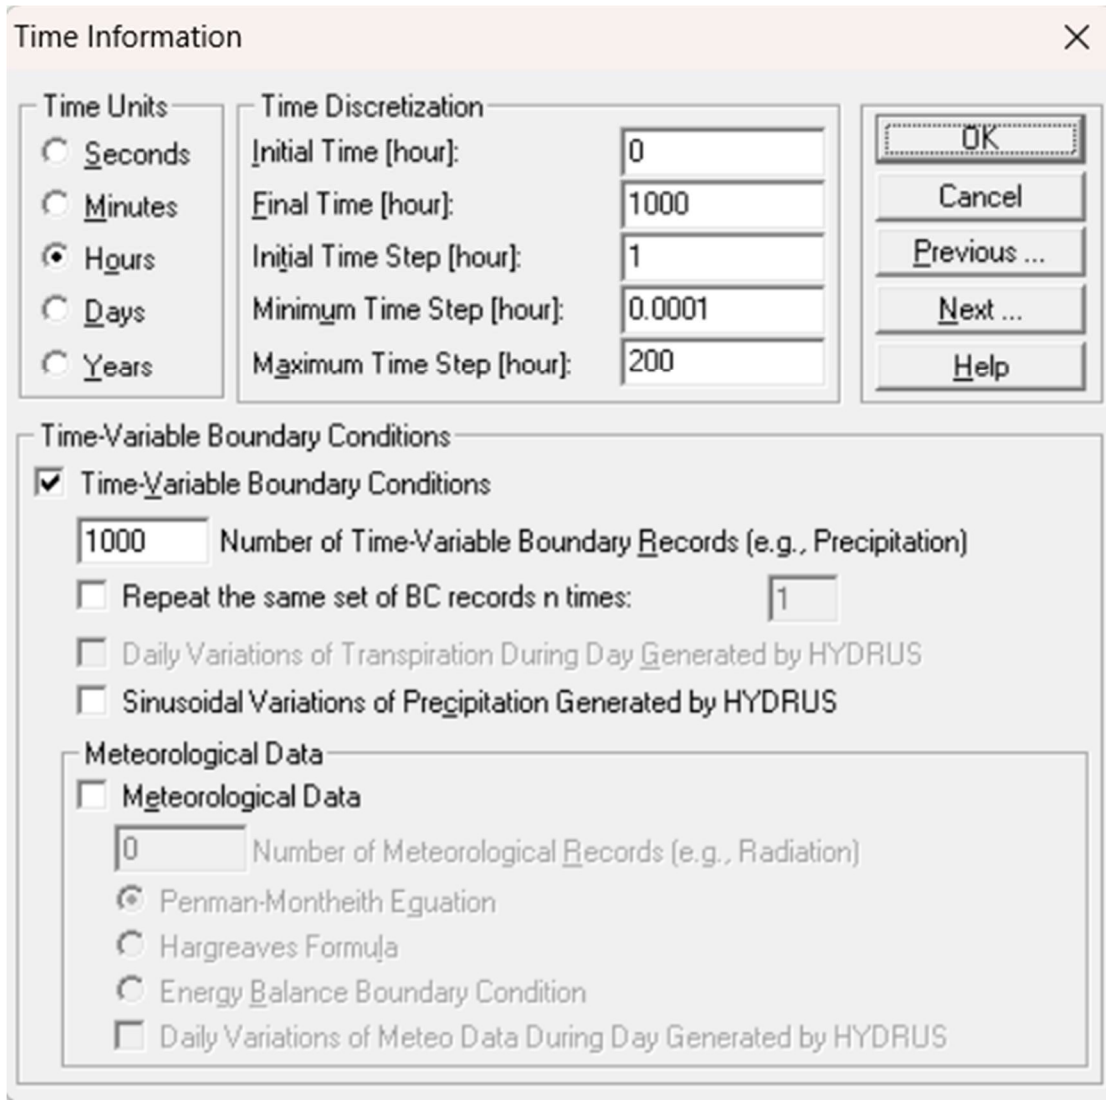 Time Information
Time Units
Seconds
Minutes
Hours
Days
Years
Time Discretization
Initial Time [hour]: 0
Final Time [hour]: 1000
Initial Time Step [hour]: 1
Minimum Time Step [hour]: 0.0001
Maximum Time Step [hour]: 200
OK
Cancel
Previous ...
Next ...
Help
Time-Variable Boundary Conditions
Time-Variable Boundary Conditions
1000 Number of Time-Variable Boundary Records (e.g., Precipitation)
Repeat the same set of BC records n times: 1
Daily Variations of Transpiration During Day Generated by HYDRUS
Sinusoidal Variations of Precipitation Generated by HYDRUS
Meteorological Data
Meteorological Data
0 Number of Meteorological Records (e.g., Radiation)
Penman-Montheith Equation
Hargreaves Formula
Energy Balance Boundary Condition
Daily Variations of Meteo Data During Day Generated by HYDRUS